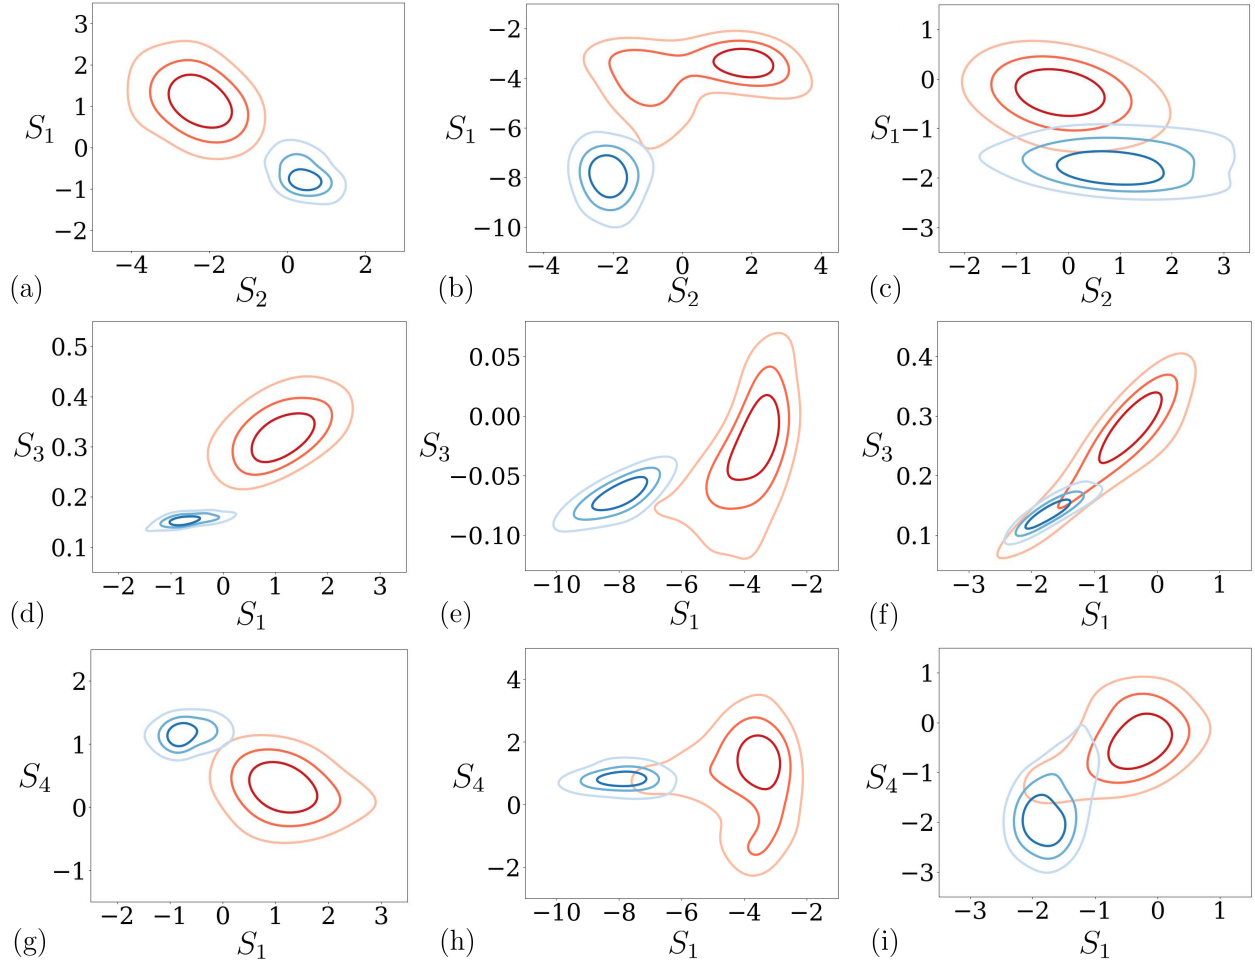 3
2
1
0
−1
−2
S1
−4 −2 0 2
(a) S2
−2
−4
−6
−8
−10
S1
−4 −2 0 2 4
(b) S2
1
0
−1
−2
−3
S1
−2 −1 0 1 2 3
(c) S2
0.5
0.4
0.3
0.2
0.1
S3
−2 −1 0 1 2 3
(d) S1
0.05
0.00
−0.05
−0.10
S3
−10 −8 −6 −4 −2
(e) S1
0.4
0.3
0.2
0.1
S3
−3 −2 −1 0 1
(f) S1
2
1
0
−1
S4
−2 −1 0 1 2 3
(g) S1
4
2
0
−2
S4
−10 −8 −6 −4 −2
(h) S1
1
0
−1
−2
−3
S4
−3 −2 −1 0 1
(i) S1